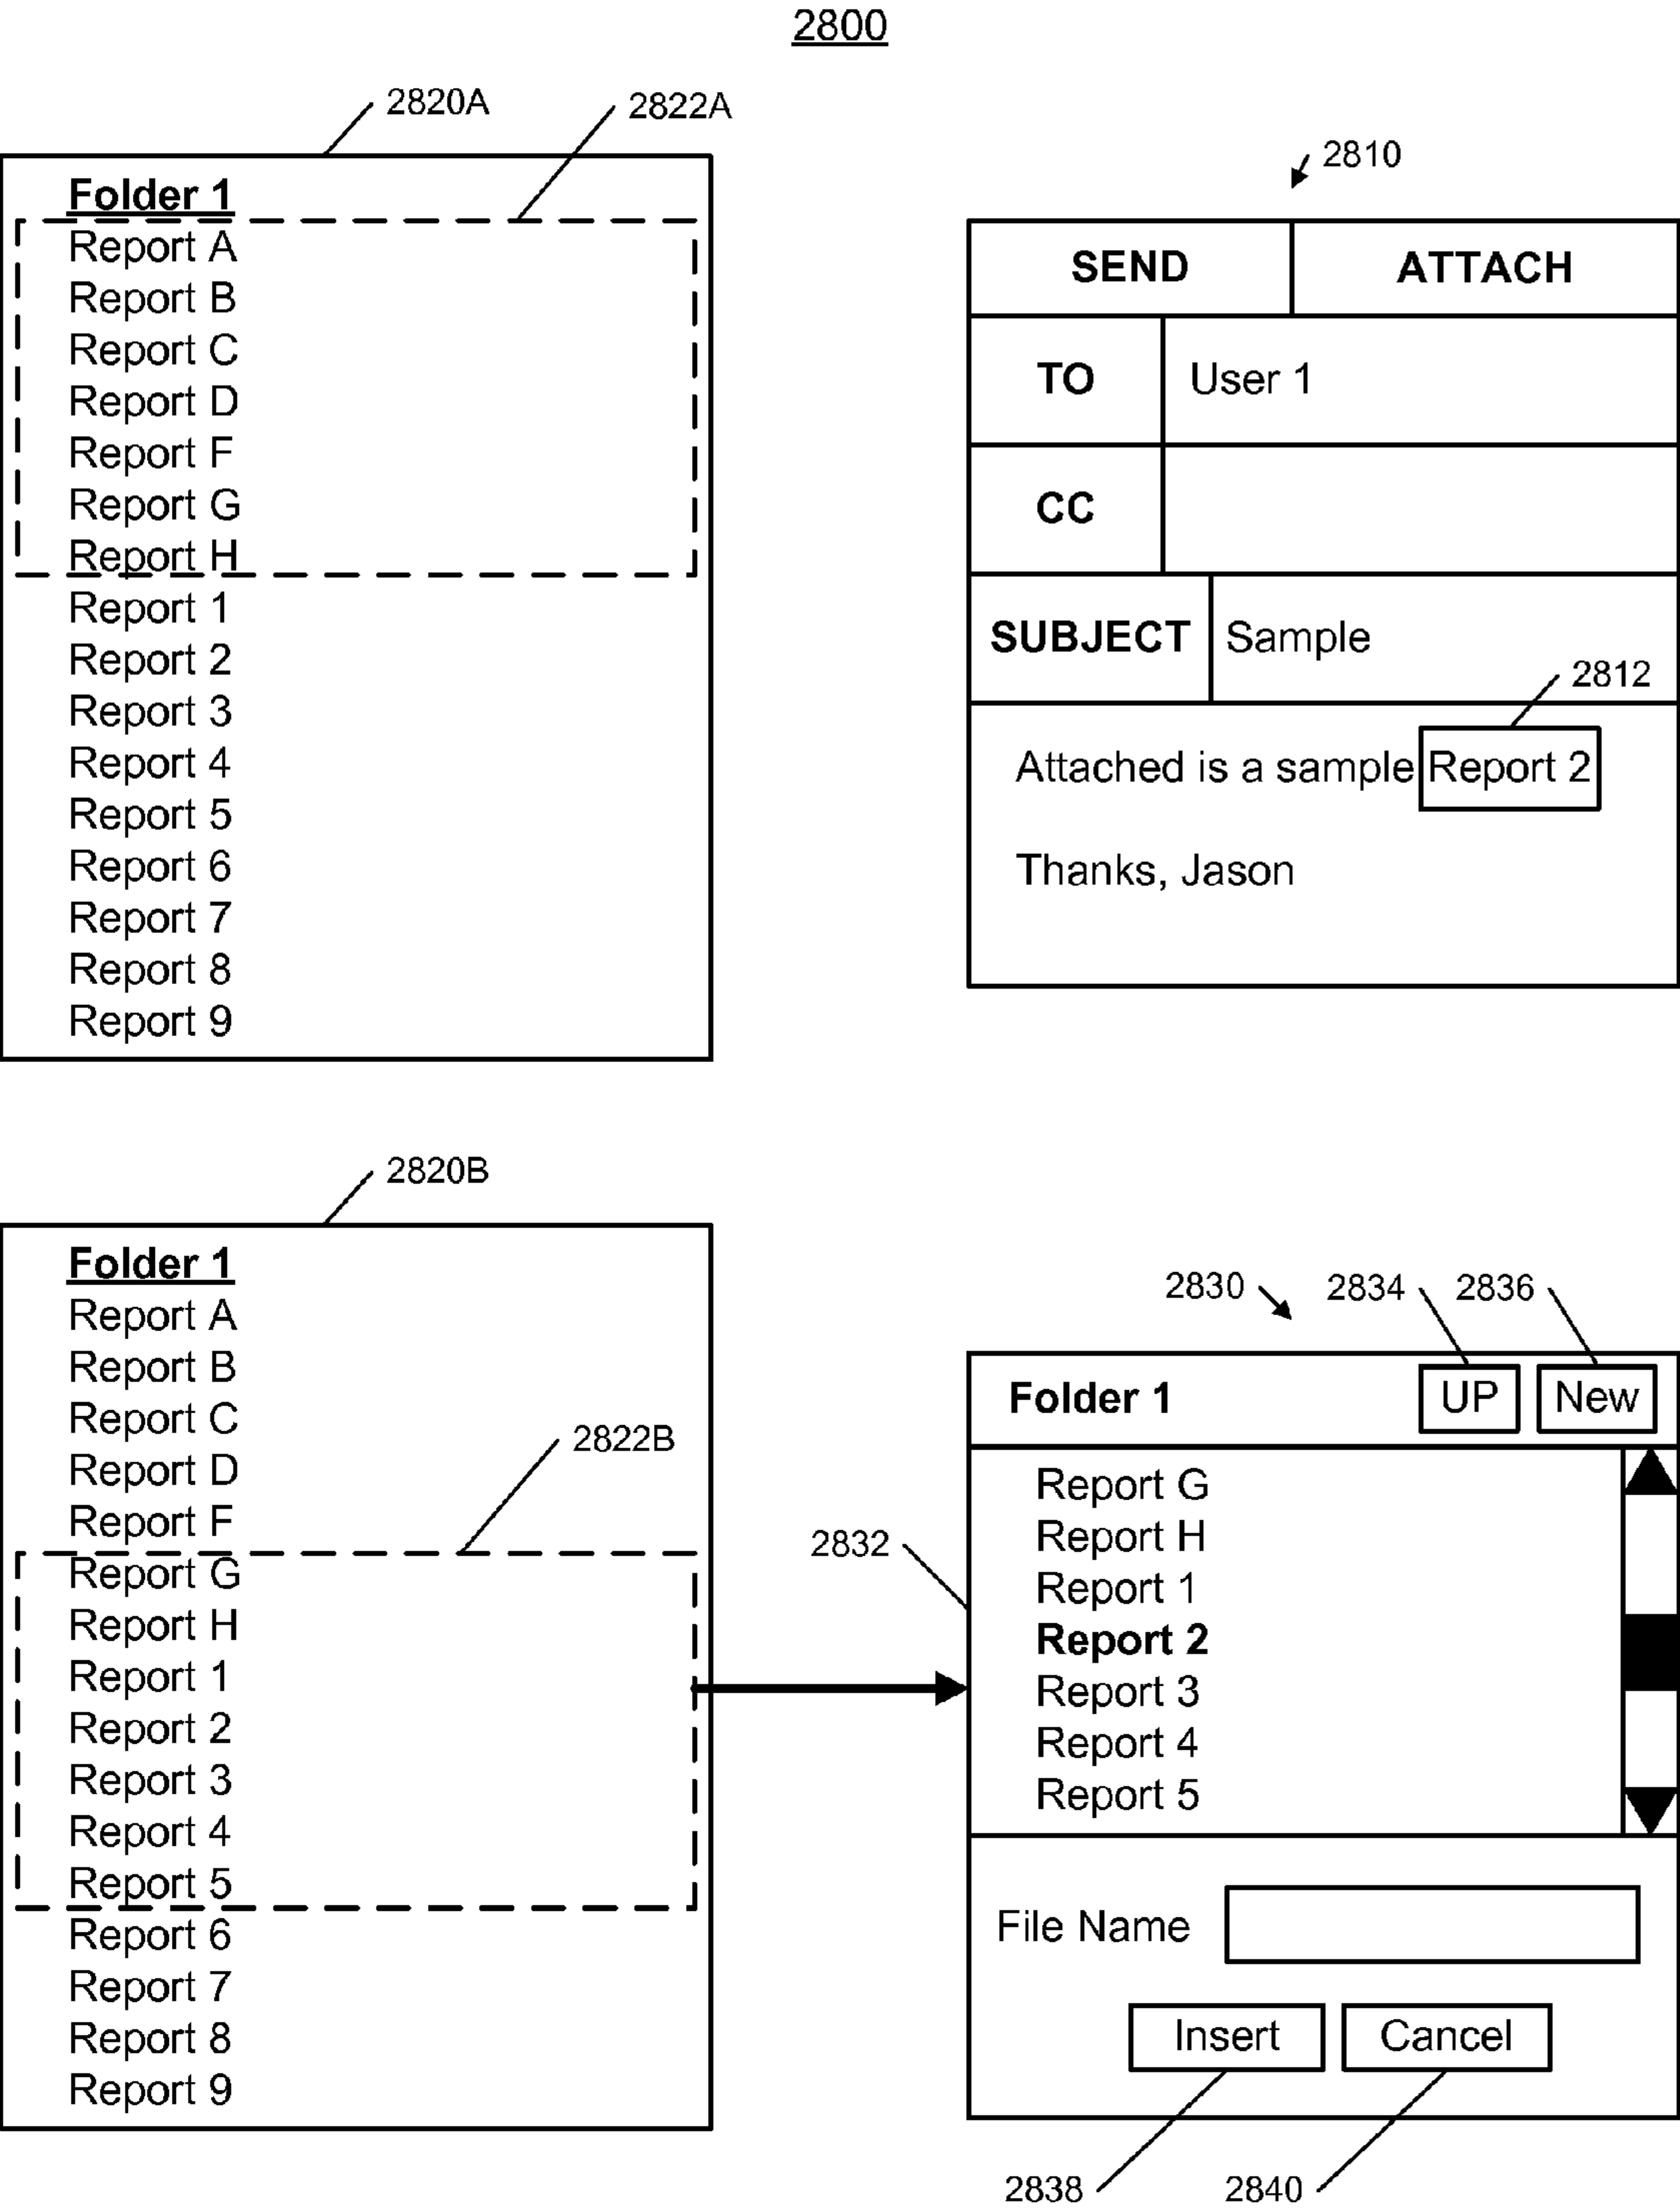 2800
2820A
2822A
Folder 1
Report A
Report B
Report C
Report D
Report F
Report G
Report H
Report 1
Report 2
Report 3
Report 4
Report 5
Report 6
Report 7
Report 8
Report 9
2810
SEND ATTACH
TO User 1
CC
SUBJECT Sample
2812
Attached is a sample Report 2
Thanks, Jason
2820B
Folder 1
Report A
Report B
Report C
Report D
Report F
2822B
Report G
Report H
Report 1
Report 2
Report 3
Report 4
Report 5
Report 6
Report 7
Report 8
Report 9
2830
2834
2836
Folder 1 UP New
2832
Report G
Report H
Report 1
Report 2
Report 3
Report 4
Report 5
File Name
Insert Cancel
2838
2840